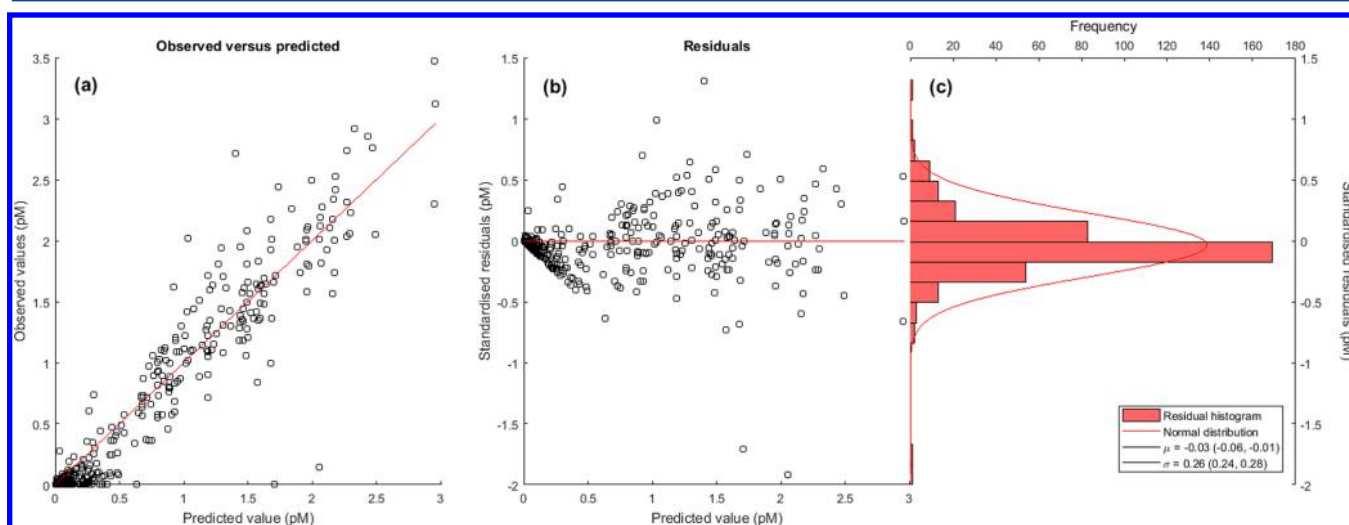 Observed versus predicted
(a)
3.5
3
2.5
2
1.5
1
0.5
0
Observed values (pM)
0 0.5 1 1.5 2 2.5 3
Predicted value (pM)
Residuals
(b)
1.5
1
0.5
0
-0.5
-1
-1.5
-2
Standardised residuals (pM)
0 0.5 1 1.5 2 2.5 3
Predicted value (pM)
Frequency
0 20 40 60 80 100 120 140 160 180
(c)
1.5
1
0.5
0
-0.5
-1
-1.5
-2
Standardised residuals (pM)
Residual histogram
Normal distribution
μ = -0.03 (-0.06, -0.01)
σ = 0.26 (0.24, 0.28)